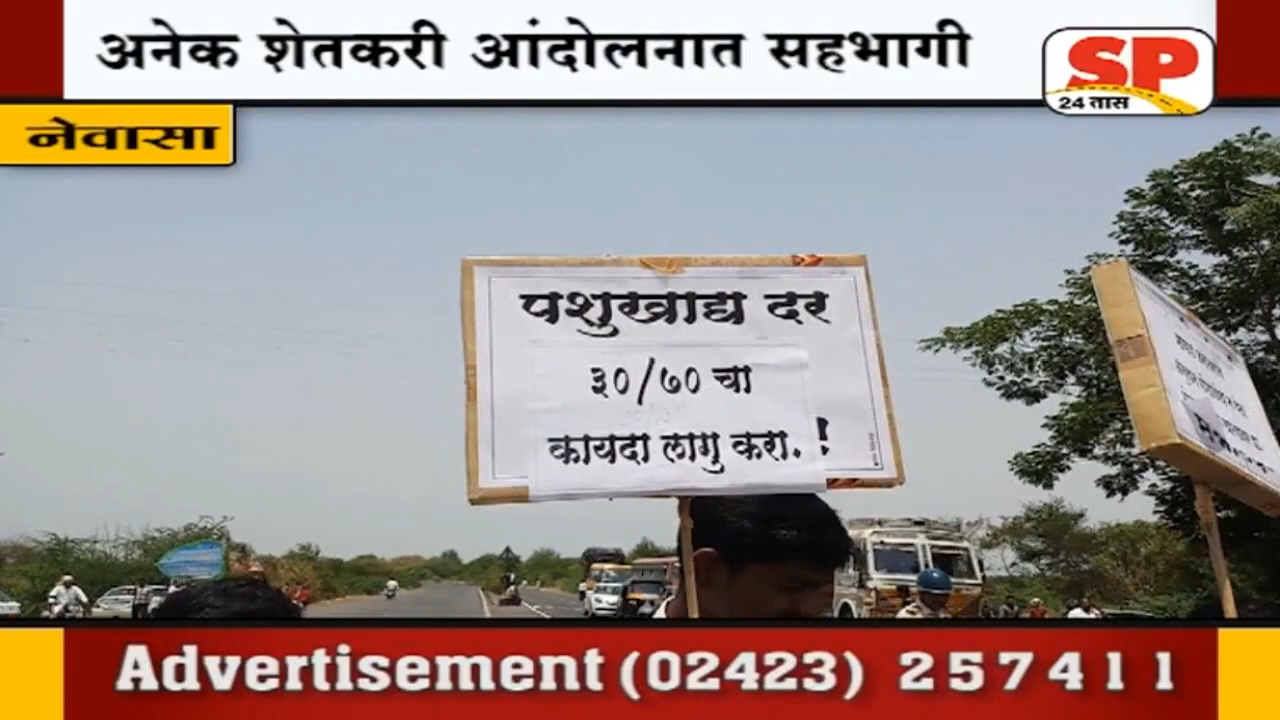 अनेक शेतकरी आंदोलनात सहभागी
SP
24 तास
नेवासा
पशुखाद्य दर
३०/७० चा
कायदा लागु करा. !
Advertisement (02423) 257411